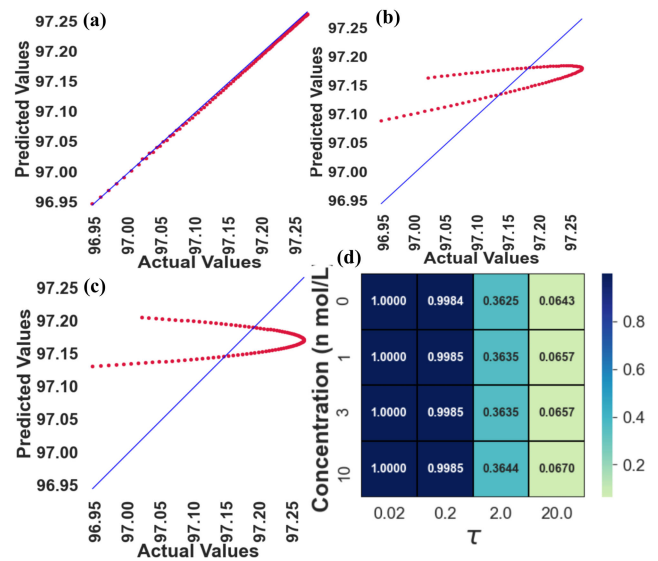 (a)
Predicted Values
97.25
97.20
97.15
97.10
97.05
97.00
96.95
96.95
97.00
97.05
97.10
97.15
97.20
97.25
Actual Values
(b)
Predicted Values
97.25
97.20
97.15
97.10
97.05
97.00
96.95
96.95
97.00
97.05
97.10
97.15
97.20
97.25
Actual Values
(c)
Predicted Values
97.25
97.20
97.15
97.10
97.05
97.00
96.95
96.95
97.00
97.05
97.10
97.15
97.20
97.25
Actual Values
(d)
Concentration (n mol/L
0
1.0000 0.9984 0.3625 0.0643
1
1.0000 0.9985 0.3635 0.0657
3
1.0000 0.9985 0.3635 0.0657
10
1.0000 0.9985 0.3644 0.0670
0.02 0.2 2.0 20.0
τ
0.8
0.6
0.4
0.2